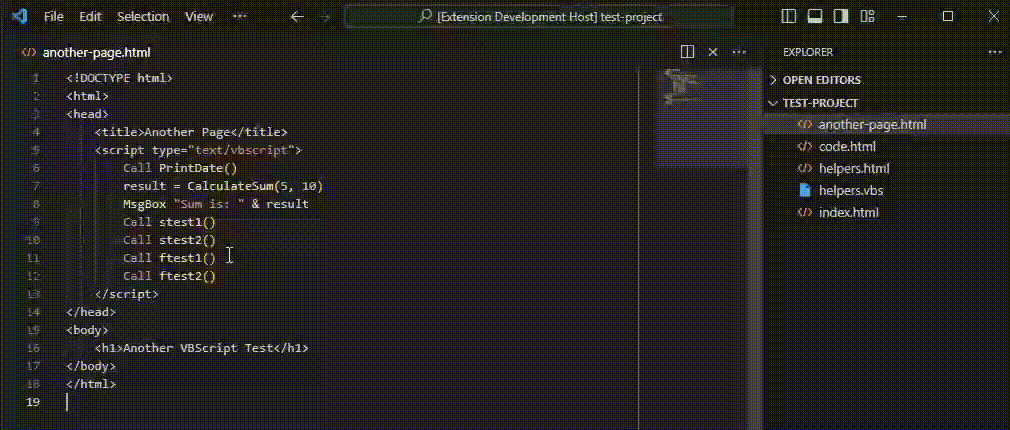 File Edit Selection View ··· [Extension Development Host] test-project
another-page.html
1 <!DOCTYPE html>
2 <html>
3 <head>
4 <title>Another Page</title>
5 <script type="text/vbscript">
6 Call PrintDate()
7 result = CalculateSum(5, 10)
8 MsgBox "Sum is: " & result
9 Call stest1()
10 Call stest2()
11 Call ftest1()
12 Call ftest2()
13 </script>
14 </head>
15 <body>
16 <h1>Another VBScript Test</h1>
17 </body>
18 </html>
19
EXPLORER
OPEN EDITORS
TEST-PROJECT
another-page.html
code.html
helpers.html
helpers.vbs
index.html